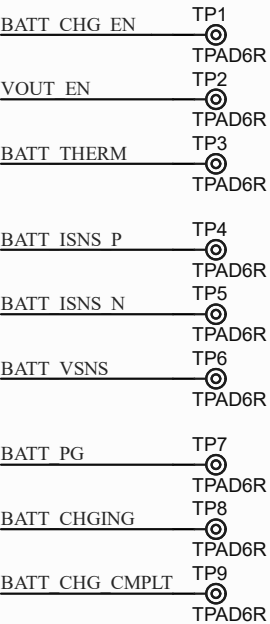 TP1
BATT_CHG_EN
TPAD6R
TP2
VOUT_EN
TPAD6R
TP3
BATT_THERM
TPAD6R
TP4
BATT_ISNS_P
TPAD6R
TP5
BATT_ISNS_N
TPAD6R
TP6
BATT_VSNS
TPAD6R
TP7
BATT_PG
TPAD6R
TP8
BATT_CHGING
TPAD6R
TP9
BATT_CHG_CMPLT
TPAD6R